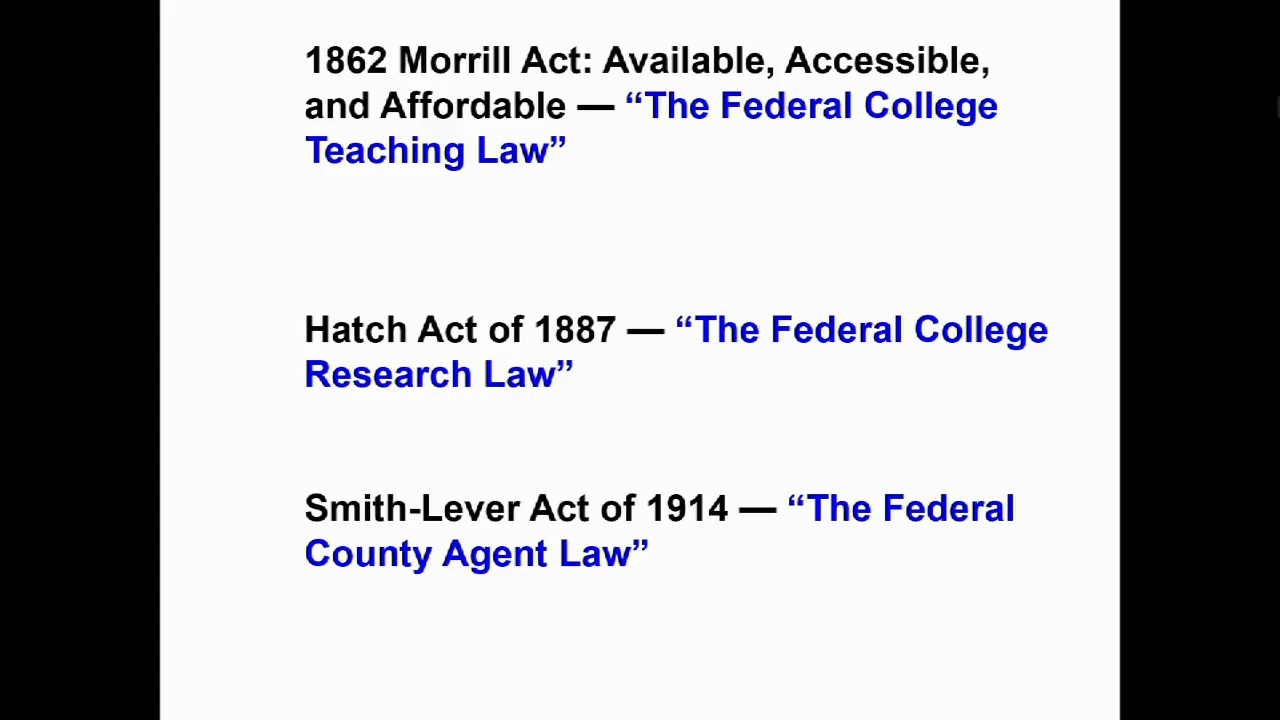 1862 Morrill Act: Available, Accessible,
and Affordable — “The Federal College
Teaching Law”
Hatch Act of 1887 — “The Federal College
Research Law”
Smith-Lever Act of 1914 — “The Federal
County Agent Law”